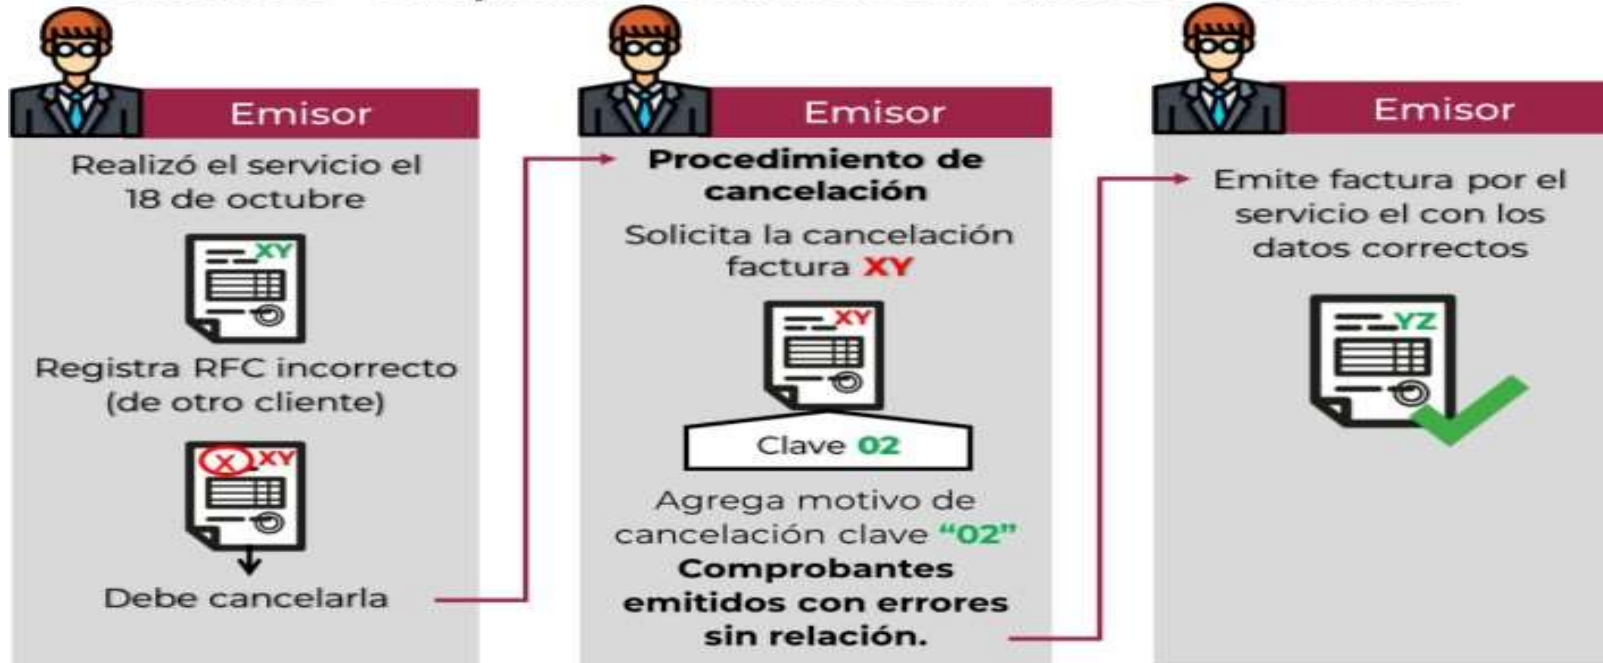 Emisor
Realizó el servicio el
18 de octubre
XY
Registra RFC incorrecto
(de otro cliente)
X XY
Debe cancelarla
Emisor
Procedimiento de
cancelación
Solicita la cancelación
factura XY
XY
Clave 02
Agrega motivo de
cancelación clave “02”
Comprobantes
emitidos con errores
sin relación.
Emisor
Emite factura por el
servicio el con los
datos correctos
YZ